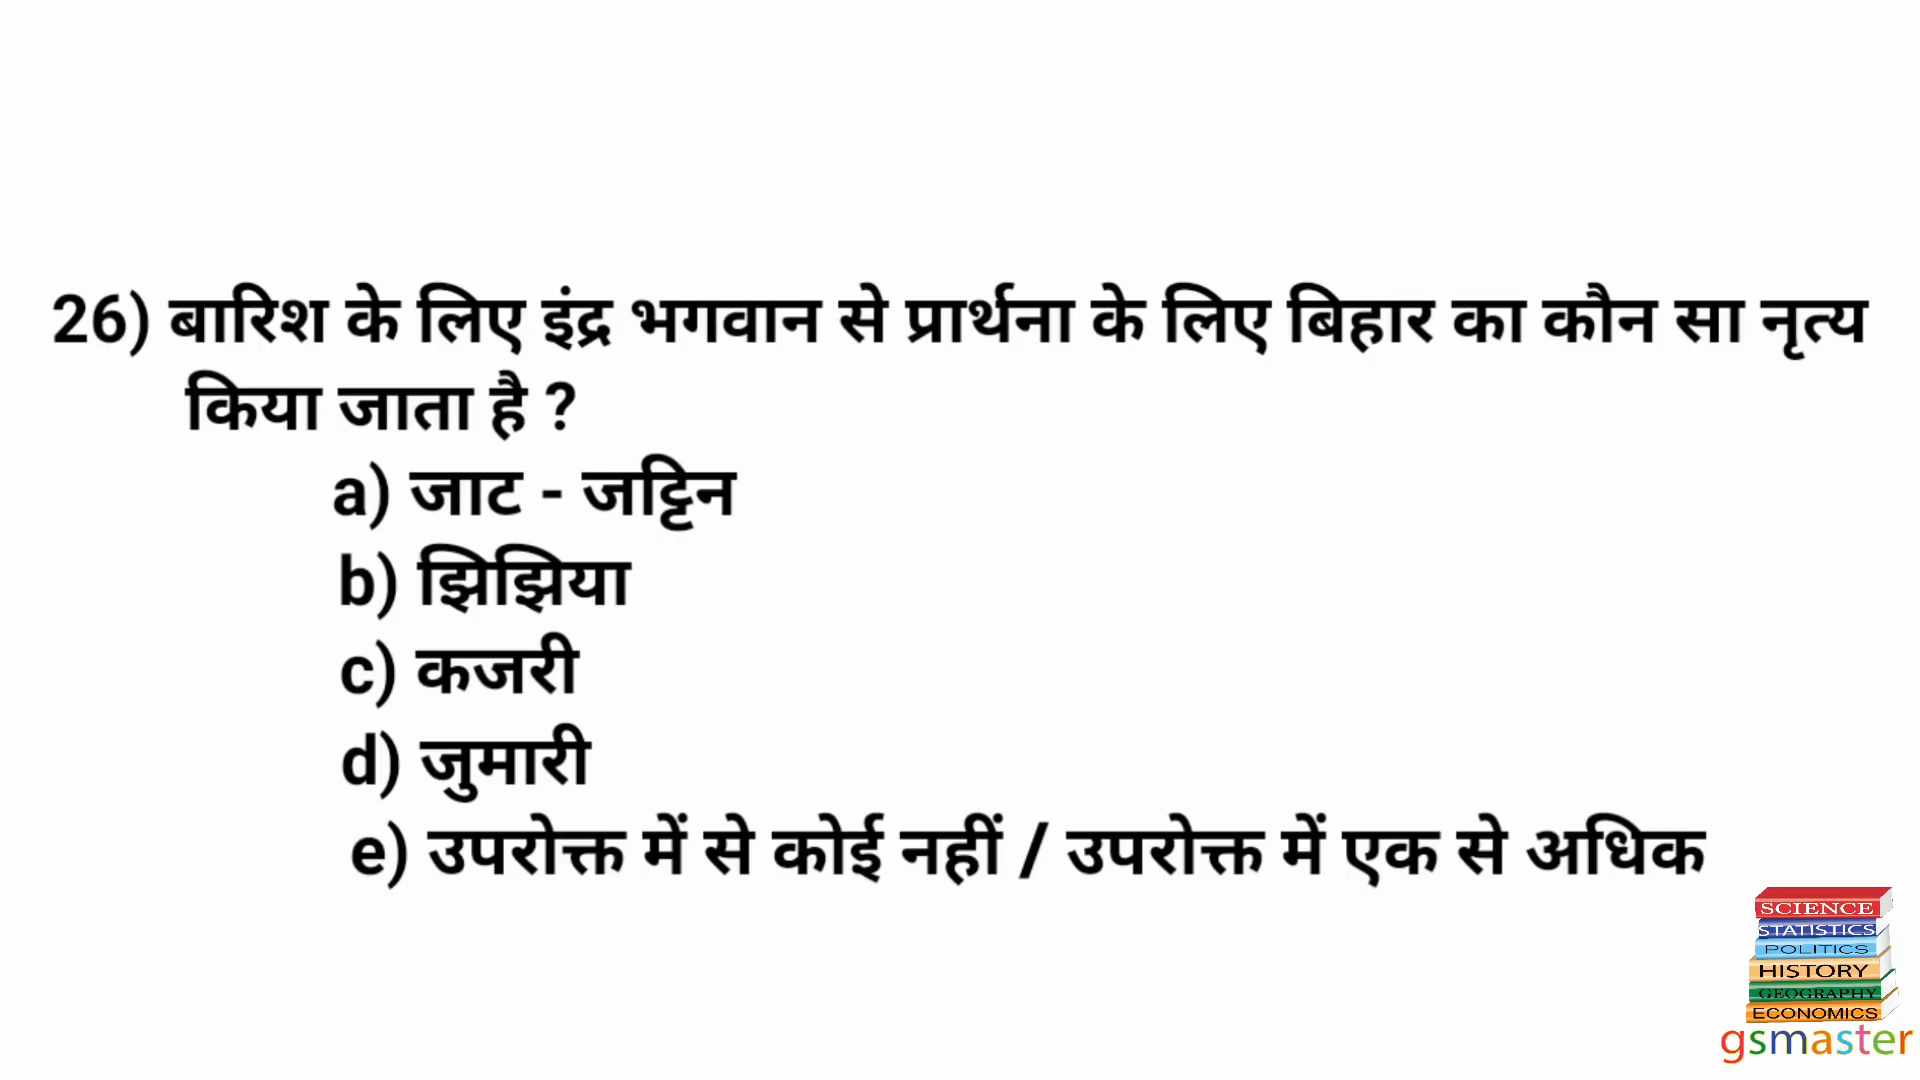 26) बारिश के लिए इंद्र भगवान से प्रार्थना के लिए बिहार का कौन सा नृत्य
किया जाता है ?
a) जाट - जट्टिन
b) झिझिया
c) कजरी
d) जुमारी
e) उपरोक्त में से कोई नहीं / उपरोक्त में एक से अधिक
SCIENCE
STATISTICS
POLITICS
HISTORY
GEOGRAPHY
ECONOMICS
gsmaster